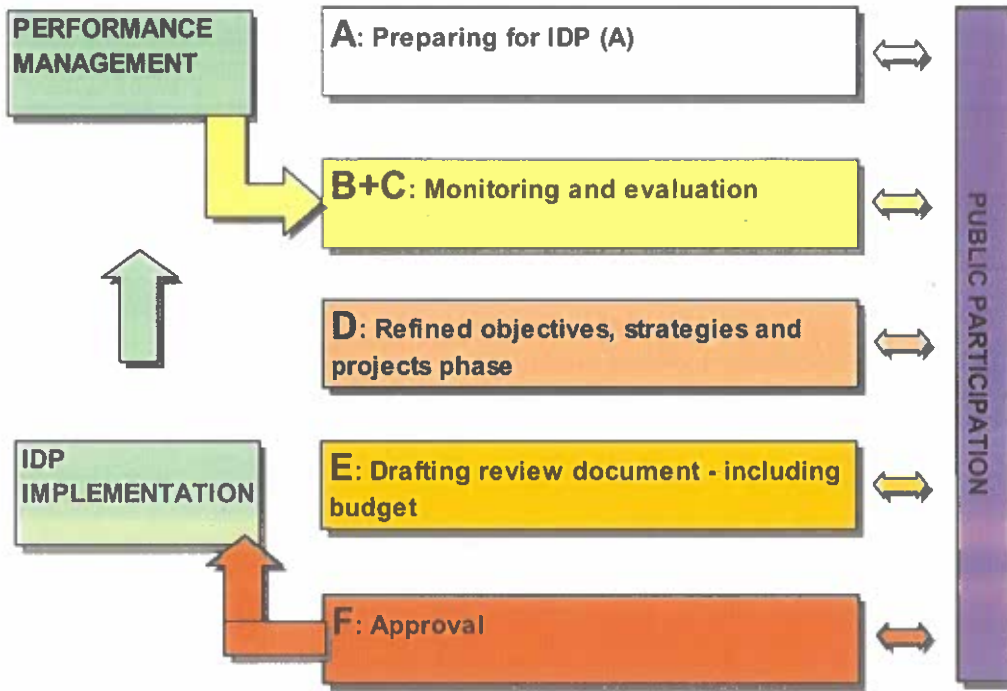 PERFORMANCE
MANAGEMENT
A: Preparing for IDP (A)
B+C: Monitoring and evaluation
D: Refined objectives, strategies and
projects phase
IDP
IMPLEMENTATION
E: Drafting review document - including
budget
F: Approval
PUBLIC PARTICIPATION